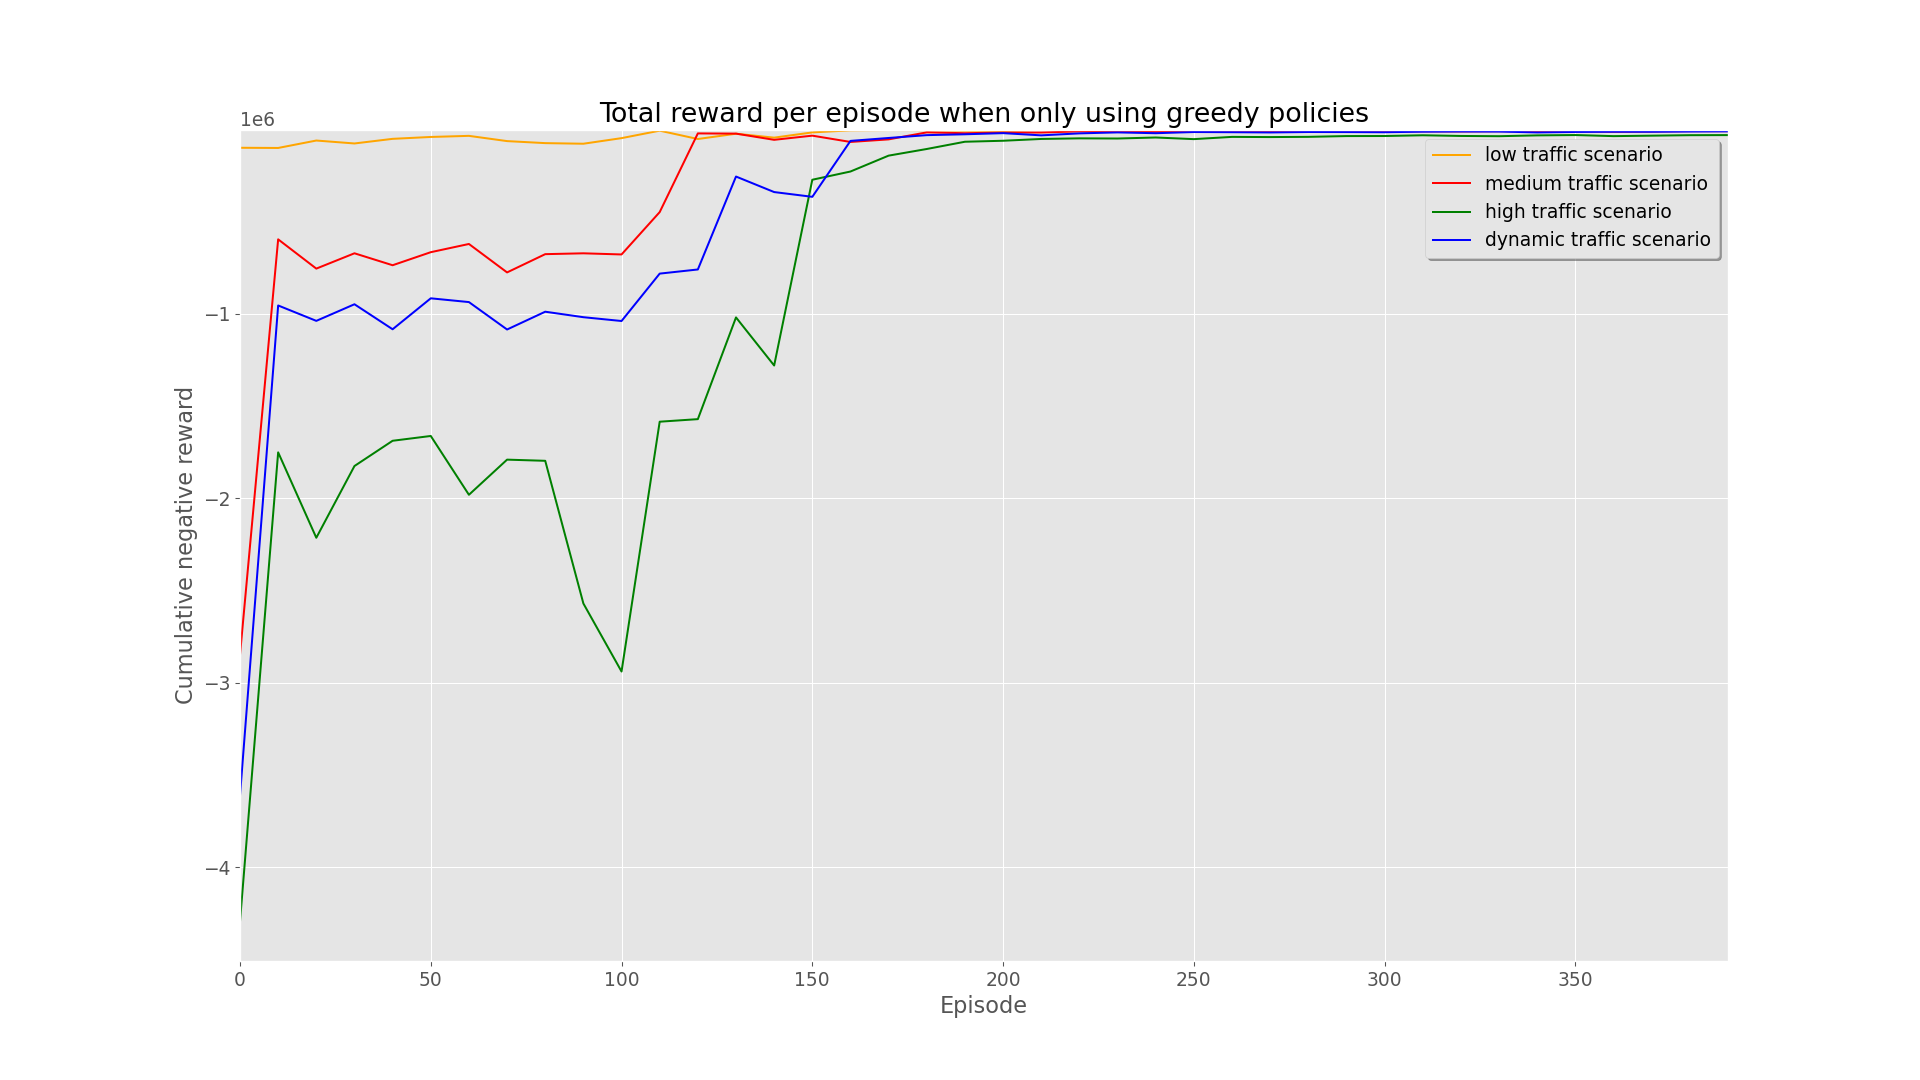 Total reward per episode when only using greedy policies
1e6
low traffic scenario
medium traffic scenario
high traffic scenario
dynamic traffic scenario
−1
−2
−3
−4
Cumulative negative reward
0 50 100 150 200 250 300 350
Episode